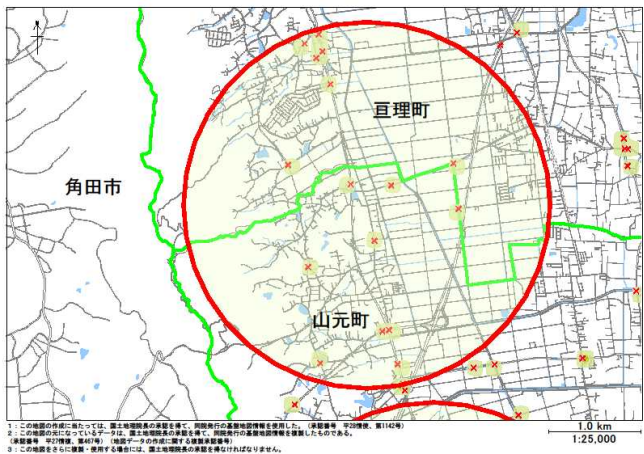 亘理町
角田市
山元町
1：この地図の作成に当たっては、国土地理院長の承認を得て、同院発行の基盤地図情報を使用した。（承認番号　平28情使、第1142号）
2：この地図の元になっているデータは、国土地理院長の承認を得て、同院発行の基盤地図情報を複製したものである。
（承認番号　平27情複、第467号）（地図データの作成に関する複製承認番号）
3：この地図をさらに複製・使用する場合には、国土地理院長の承認を得なければなりません。
1.0 km
1:25,000